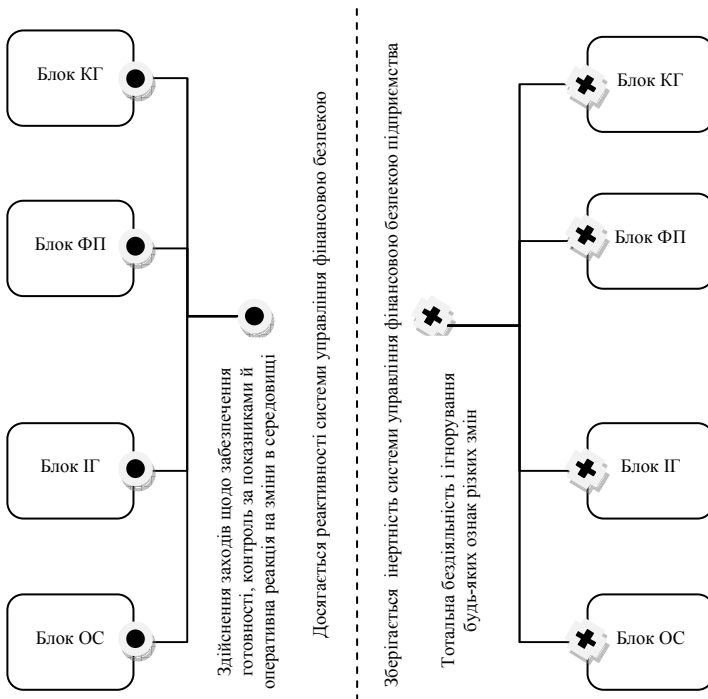 Блок КГ
Блок ФП
Блок ІГ
Блок ОС
Здійснення заходів щодо забезпечення
готовності, контроль за показниками й
оперативна реакція на зміни в середовищі
Досягається реактивності системи управління фінансовою безпекою
Зберігається інертність системи управління фінансовою безпекою підприємства
Тотальна бездіяльність і ігнорування
будь-яких ознак різких змін
Блок КГ
Блок ФП
Блок ІГ
Блок ОС